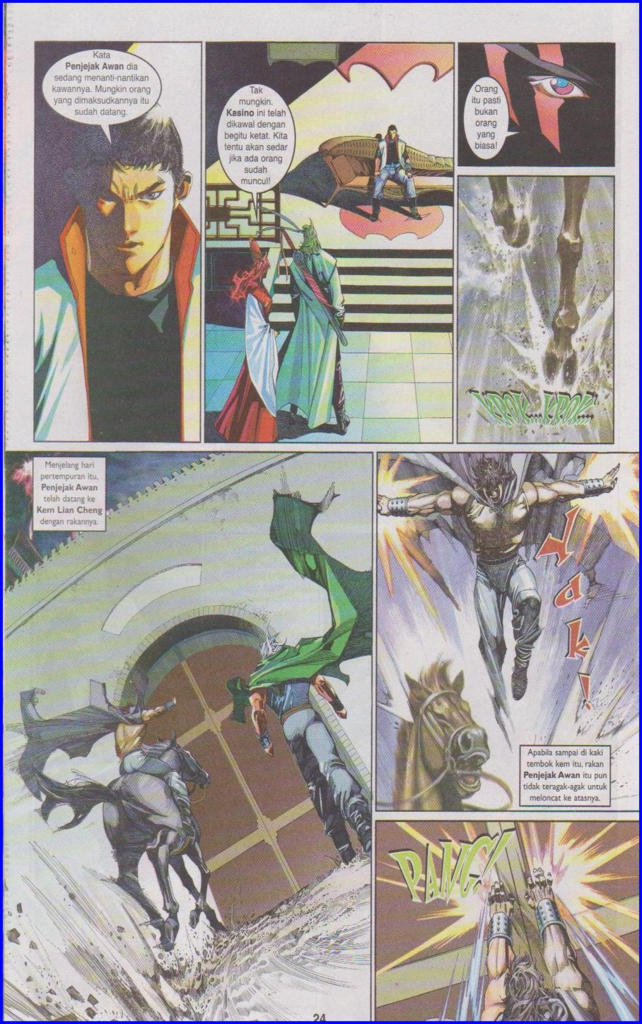 Kata
Penjejak Awan dia
sedang menanti-nantikan
kawannya. Mungkin orang
yang dimaksudkannya itu
sudah datang.
Tak
mungkin.
Kasino ini telah
dikawal dengan
begitu ketat. Kita
tentu akan sedar
jika ada orang
sudah
muncul!
Orang
itu pasti
bukan
orang
yang
biasa!
Menjelang hari
pertempuran itu,
Penjejak Awan
telah datang ke
Kem Lian Cheng
dengan rakannya.
Yak!
Apabila sampai di kaki
tembok kem itu, rakan
Penjejak Awan itu pun
tidak teragak-agak untuk
meloncat ke atasnya.
PANG!
24